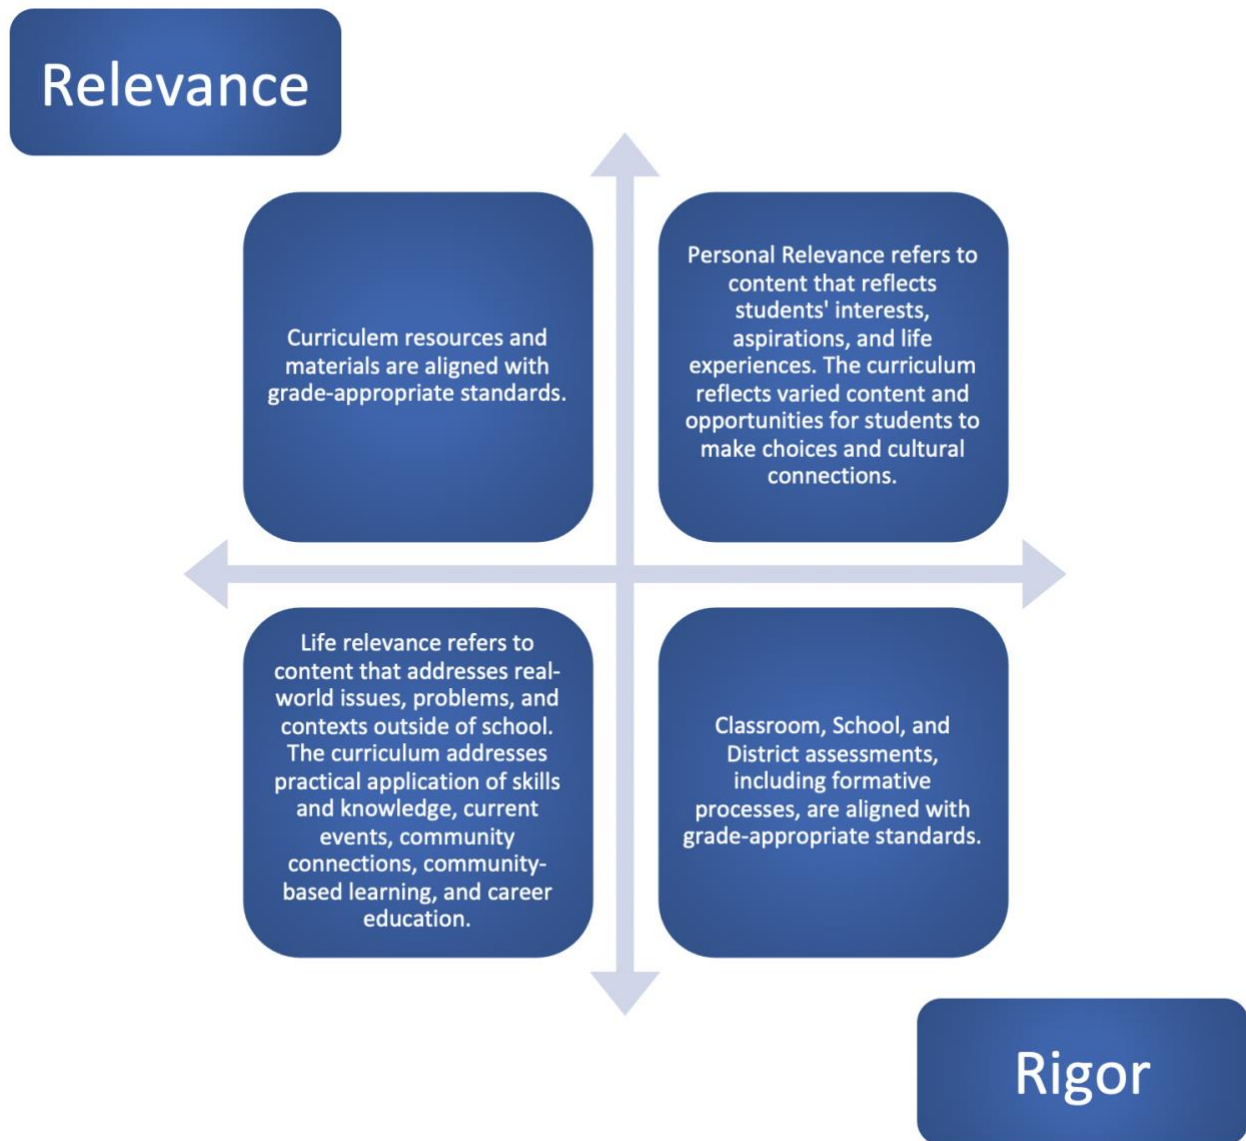 Relevance
Curriculem resources and
materials are aligned with
grade-appropriate standards.
Personal Relevance refers to
content that reflects
students' interests,
aspirations, and life
experiences. The curriculum
reflects varied content and
opportunities for students to
make choices and cultural
connections.
Life relevance refers to
content that addresses real-
world issues, problems, and
contexts outside of school.
The curriculum addresses
practical application of skills
and knowledge, current
events, community
connections, community-
based learning, and career
education.
Classroom, School, and
District assessments,
including formative
processes, are aligned with
grade-appropriate standards.
Rigor